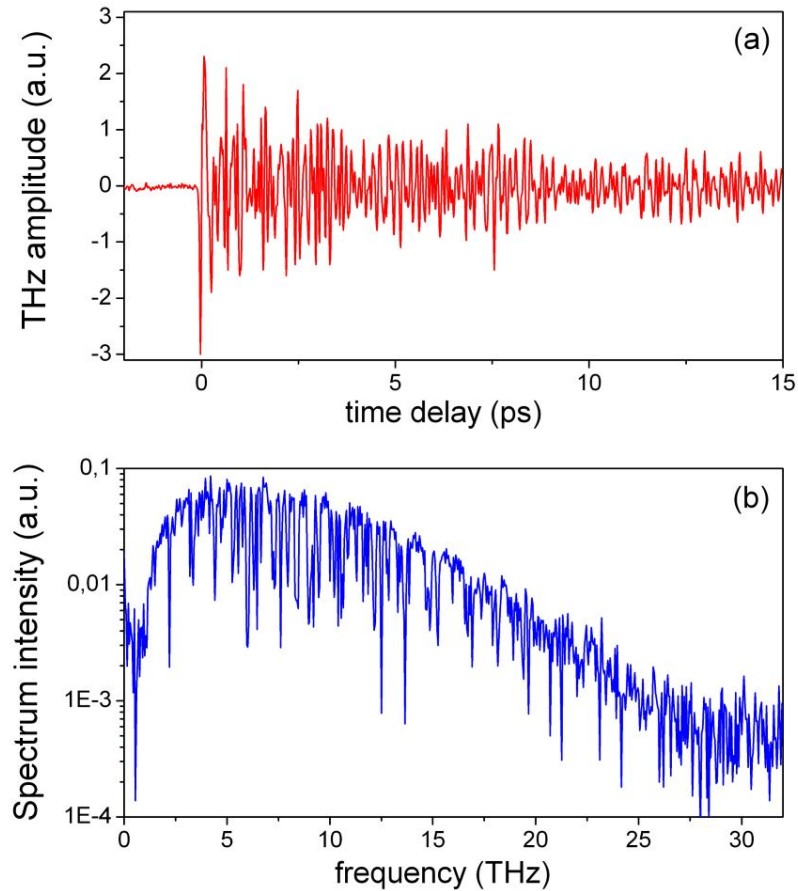 (a)
THz amplitude (a.u.)
3
2
1
0
-1
-2
-3
0
5
10
15
time delay (ps)
(b)
Spectrum intensity (a.u.)
0,1
0,01
1E-3
1E-4
0
5
10
15
20
25
30
frequency (THz)